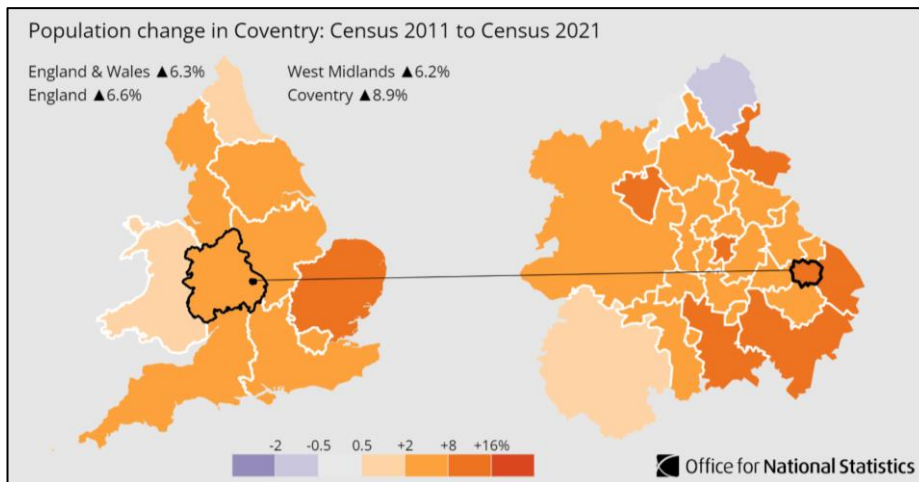 Population change in Coventry: Census 2011 to Census 2021
England & Wales ▲6.3%
West Midlands ▲6.2%
England ▲6.6%
Coventry ▲8.9%
-2 -0.5 0.5 +2 +8 +16%
Office for National Statistics